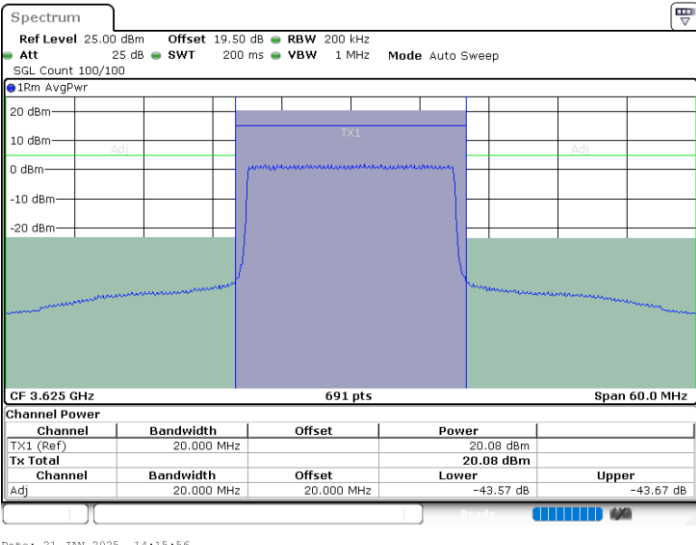 Spectrum
Ref Level 25.00 dBm Offset 19.50 dB RBW 200 kHz
Att 25 dB SWT 200 ms VBW 1 MHz Mode Auto Sweep
SGL Count 100/100
1Rm AvgPwr
20 dBm
TX1
10 dBm
Adj Adj
0 dBm
-10 dBm
-20 dBm
CF 3.625 GHz 691 pts Span 60.0 MHz
Channel Power
Channel Bandwidth Offset Power
TX1 (Ref) 20.000 MHz 20.08 dBm
Tx Total 20.08 dBm
Channel Bandwidth Offset Lower Upper
Adj 20.000 MHz 20.000 MHz -43.57 dB -43.67 dB
Ready